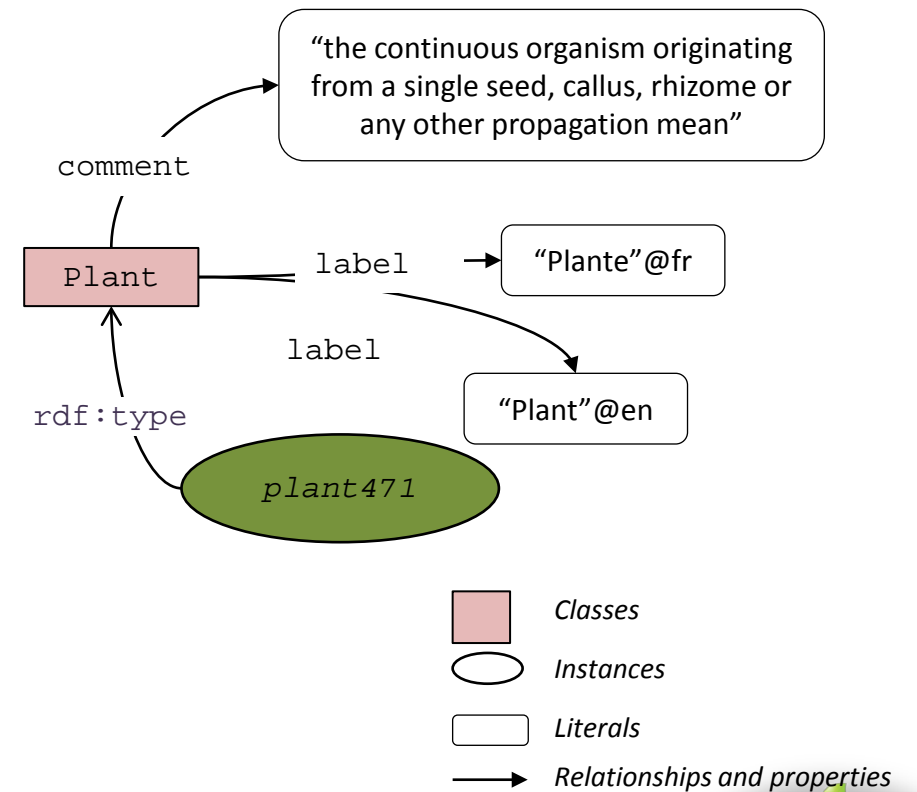 “the continuous organism originating
from a single seed, callus, rhizome or
any other propagation mean”
comment
Plant
label
“Plante”@fr
label
“Plant”@en
rdf:type
plant471
Classes
Instances
Literals
Relationships and properties